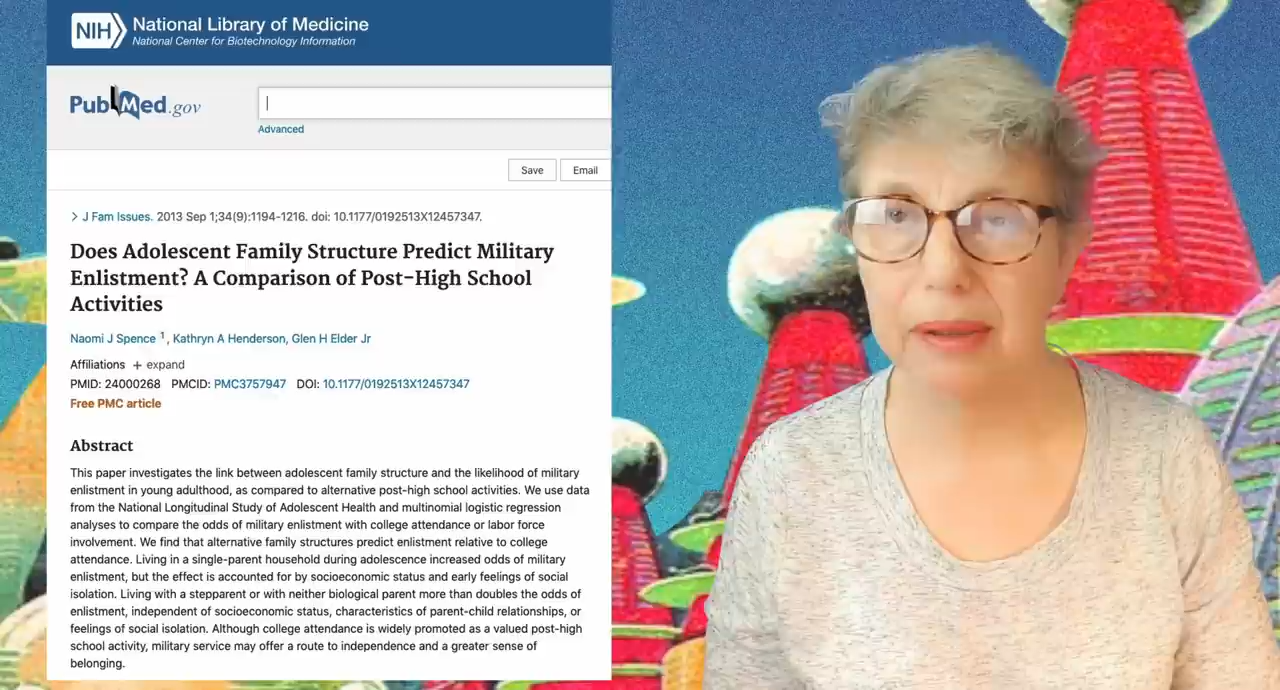 NIH National Library of Medicine
National Center for Biotechnology Information
PubMed.gov
Advanced
Save Email
J Fam Issues. 2013 Sep 1;34(9):1194-1216. doi: 10.1177/0192513X12457347.
Does Adolescent Family Structure Predict Military
Enlistment? A Comparison of Post-High School
Activities
Naomi J Spence 1, Kathryn A Henderson, Glen H Elder Jr
Affiliations + expand
PMID: 24000268 PMCID: PMC3757947 DOI: 10.1177/0192513X12457347
Free PMC article
Abstract
This paper investigates the link between adolescent family structure and the likelihood of military
enlistment in young adulthood, as compared to alternative post-high school activities. We use data
from the National Longitudinal Study of Adolescent Health and multinomial logistic regression
analyses to compare the odds of military enlistment with college attendance or labor force
involvement. We find that alternative family structures predict enlistment relative to college
attendance. Living in a single-parent household during adolescence increased odds of military
enlistment, but the effect is accounted for by socioeconomic status and early feelings of social
isolation. Living with a stepparent or with neither biological parent more than doubles the odds of
enlistment, independent of socioeconomic status, characteristics of parent-child relationships, or
feelings of social isolation. Although college attendance is widely promoted as a valued post-high
school activity, military service may offer a route to independence and a greater sense of
belonging.